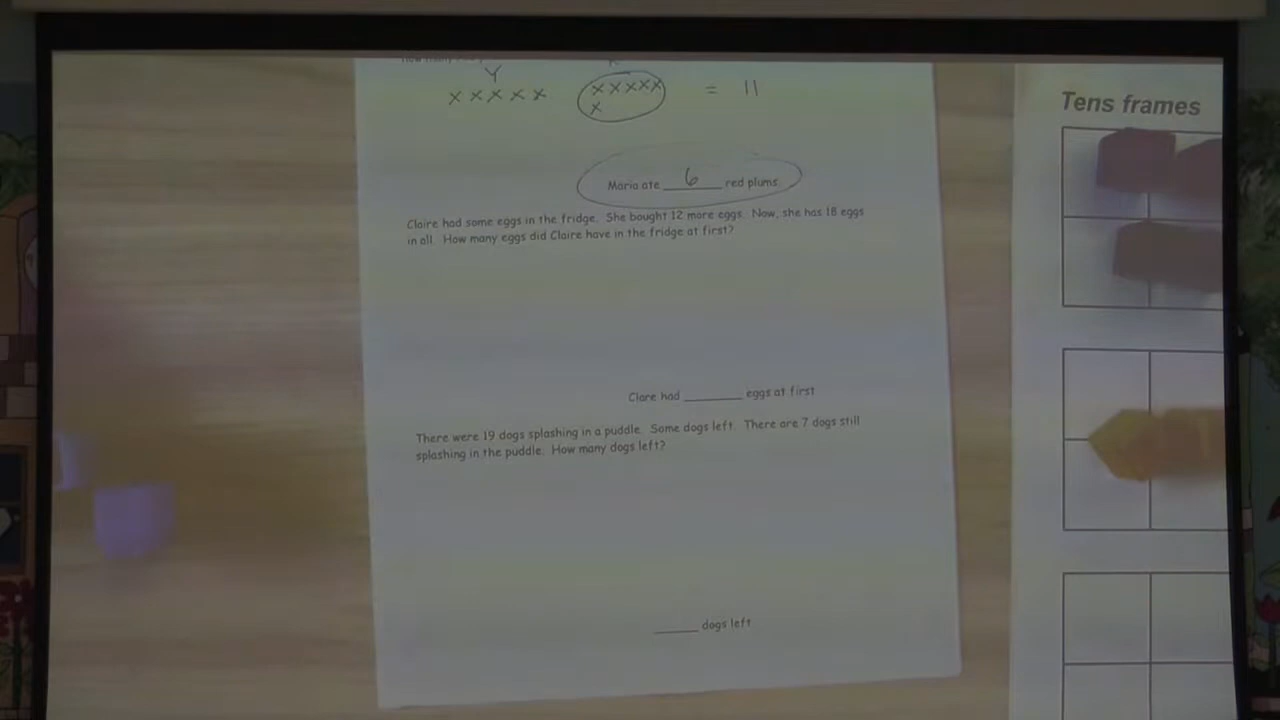 Y
x x x x x x x x x x = 11
x
Maria ate 6 red plums
Claire had some eggs in the fridge. She bought 12 more eggs. Now, she has 18 eggs
in all. How many eggs did Claire have in the fridge at first?
Clare had ______ eggs at first
There were 19 dogs splashing in a puddle. Some dogs left. There are 7 dogs still
splashing in the puddle. How many dogs left?
_____ dogs left
Tens frames